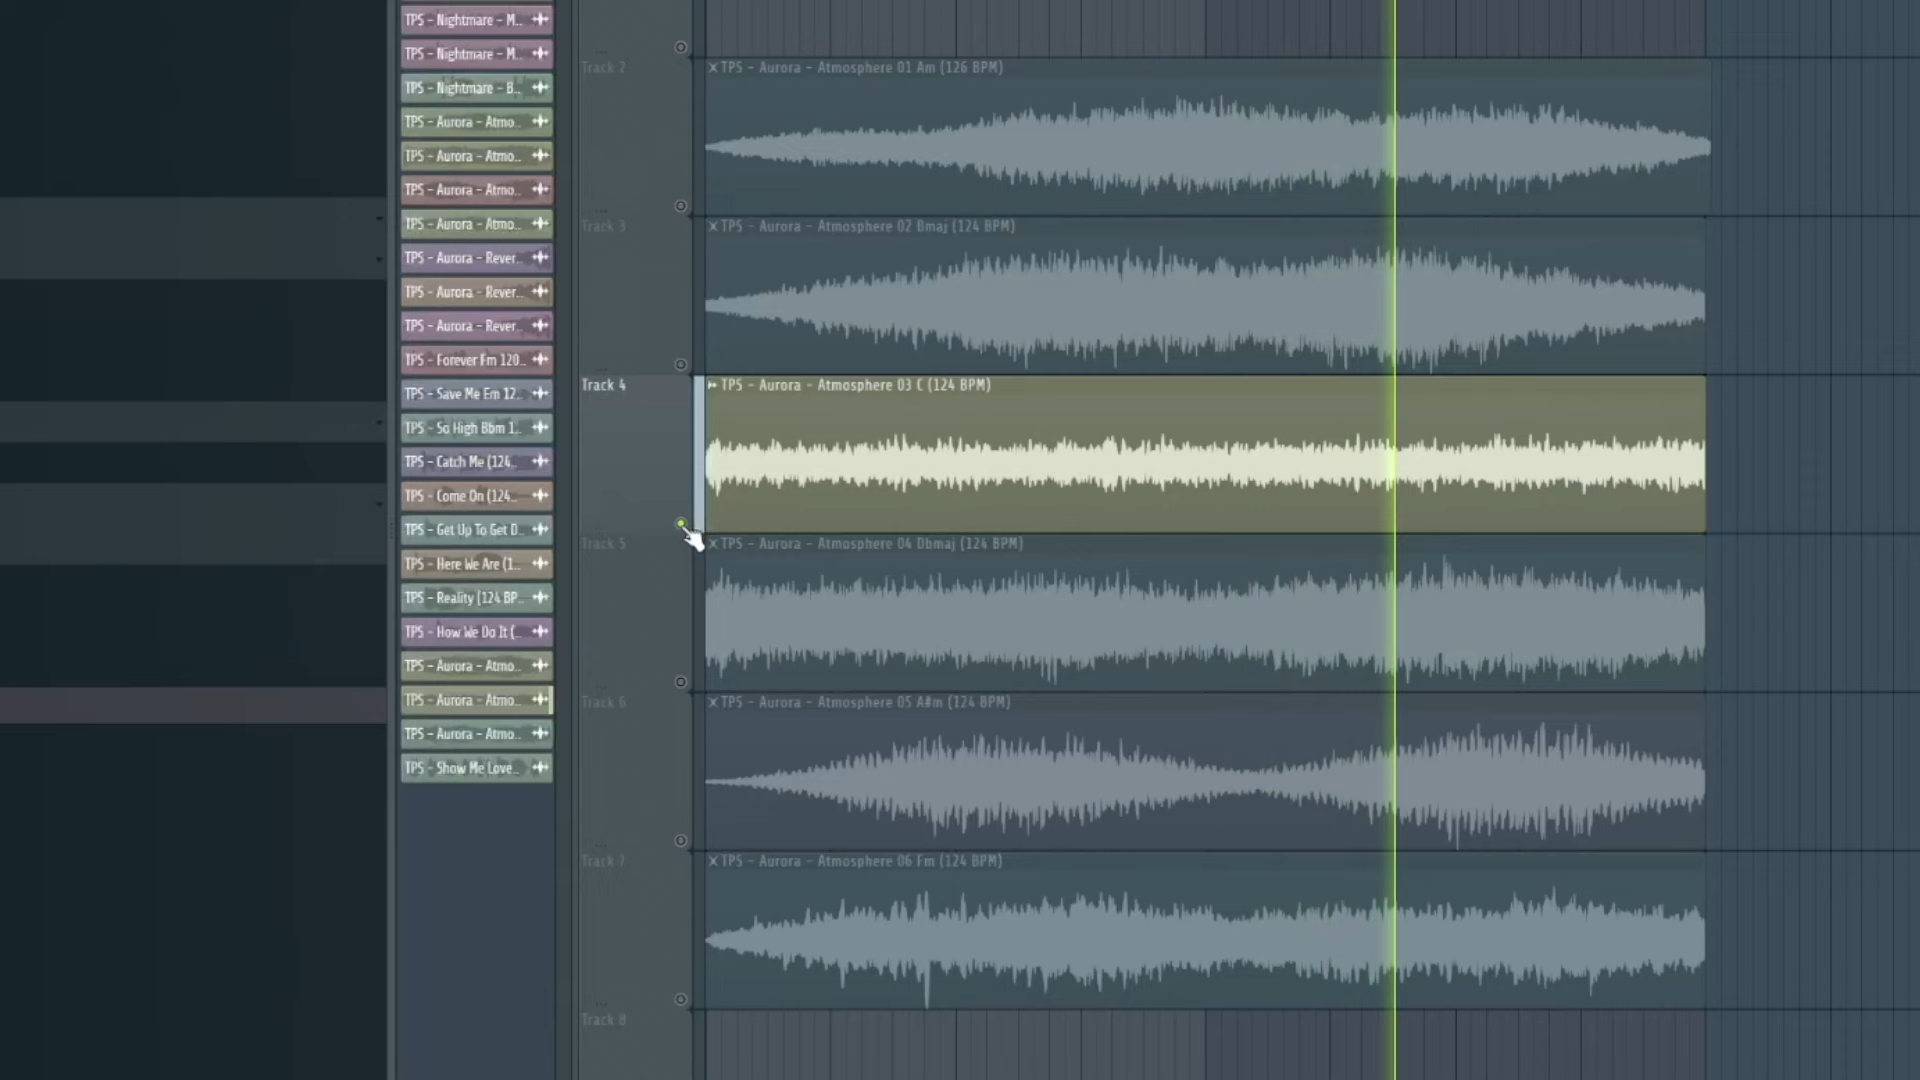 TPS - Nightmare - M..
TPS - Nightmare - M..
TPS - Nightmare - B..
TPS - Aurora - Atmo..
TPS - Aurora - Atmo..
TPS - Aurora - Atmo..
TPS - Aurora - Atmo..
TPS - Aurora - Rever..
TPS - Aurora - Rever..
TPS - Aurora - Rever..
TPS - Forever Fm 120..
TPS - Save Me Em 12..
TPS - So High Bbm 1..
TPS - Catch Me (124..
TPS - Come On (124..
TPS - Get Up To Get D..
TPS - Here We Are (1..
TPS - Reality (124 BP..
TPS - How We Do It (..
TPS - Aurora - Atmo..
TPS - Aurora - Atmo..
TPS - Aurora - Atmo..
TPS - Show Me Love..
Track 2
TPS - Aurora - Atmosphere 01 Am (126 BPM)
Track 3
TPS - Aurora - Atmosphere 02 Bmaj (124 BPM)
Track 4
TPS - Aurora - Atmosphere 03 C (124 BPM)
Track 5
TPS - Aurora - Atmosphere 04 Dbmaj (124 BPM)
Track 6
TPS - Aurora - Atmosphere 05 A#m (124 BPM)
Track 7
TPS - Aurora - Atmosphere 06 Fm (124 BPM)
Track 8